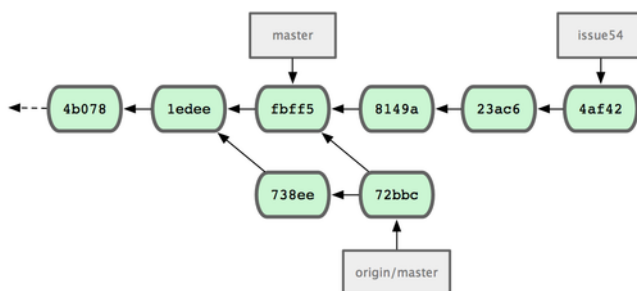 master
issue54
4b078
1edee
fbff5
8149a
23ac6
4af42
738ee
72bbc
origin/master